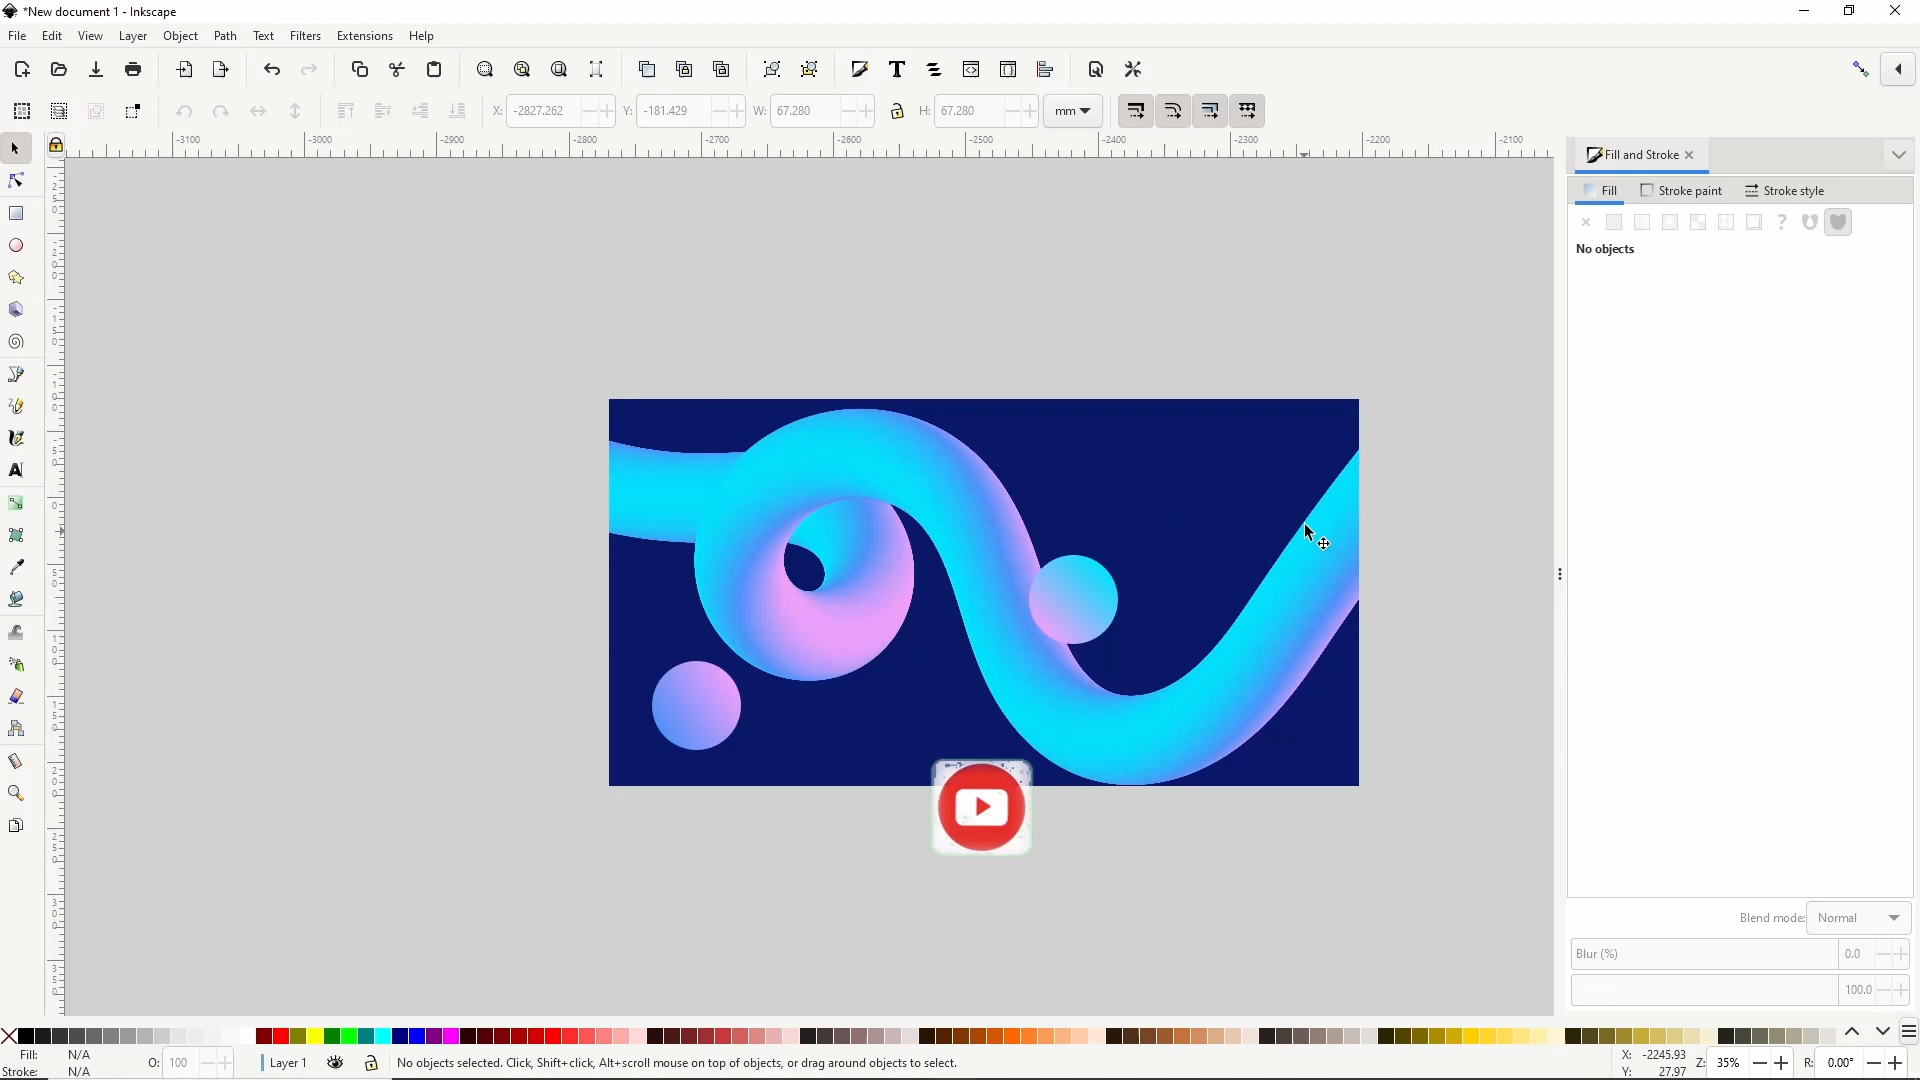 *New document 1 - Inkscape
File Edit View Layer Object Path Text Filters Extensions Help
X: -2827.262 Y: -181.429 W: 67.280 H: 67.280 mm
-3100 -3000 -2900 -2800 -2700 -2600 -2500 -2400 -2300 -2200 -2100
Fill and Stroke
Fill Stroke paint Stroke style
No objects
Blend mode: Normal
Blur (%) 0.0
100.0
Fill: N/A O: 100 Layer 1 No objects selected. Click, Shift+click, Alt+scroll mouse on top of objects, or drag around objects to select. X: -2245.93 Z: 35% R: 0.00°
Stroke: N/A Y: 27.97